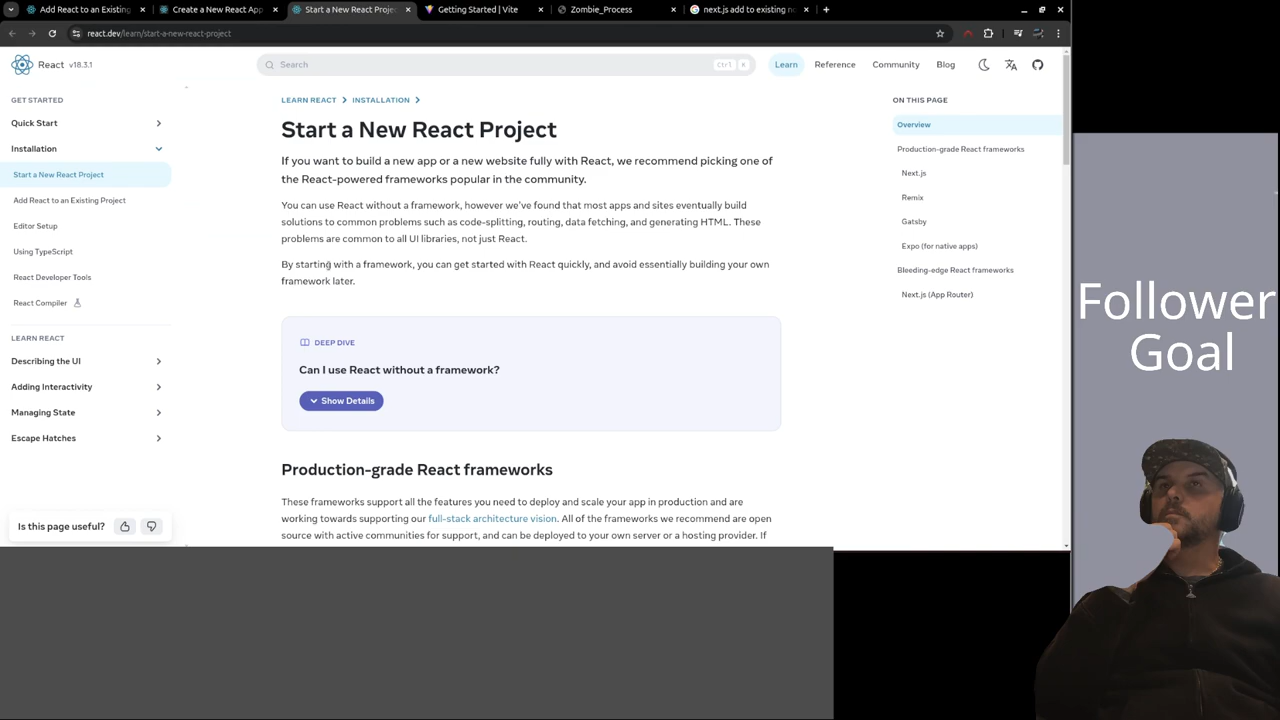 Add React to an Existing
Create a New React App
Start a New React Projec
Getting Started | Vite
Zombie_Process
next.js add to existing no
react.dev/learn/start-a-new-react-project
React v18.3.1
Search
Ctrl K
Learn
Reference
Community
Blog
GET STARTED
Quick Start
Installation
Start a New React Project
Add React to an Existing Project
Editor Setup
Using TypeScript
React Developer Tools
React Compiler
LEARN REACT
Describing the UI
Adding Interactivity
Managing State
Escape Hatches
Is this page useful?
LEARN REACT
INSTALLATION
Start a New React Project
If you want to build a new app or a new website fully with React, we recommend picking one of
the React-powered frameworks popular in the community.
You can use React without a framework, however we've found that most apps and sites eventually build
solutions to common problems such as code-splitting, routing, data fetching, and generating HTML. These
problems are common to all UI libraries, not just React.
By starting with a framework, you can get started with React quickly, and avoid essentially building your own
framework later.
DEEP DIVE
Can I use React without a framework?
Show Details
Production-grade React frameworks
These frameworks support all the features you need to deploy and scale your app in production and are
working towards supporting our full-stack architecture vision. All of the frameworks we recommend are open
source with active communities for support, and can be deployed to your own server or a hosting provider. If
ON THIS PAGE
Overview
Production-grade React frameworks
Next.js
Remix
Gatsby
Expo (for native apps)
Bleeding-edge React frameworks
Next.js (App Router)
Follower
Goal